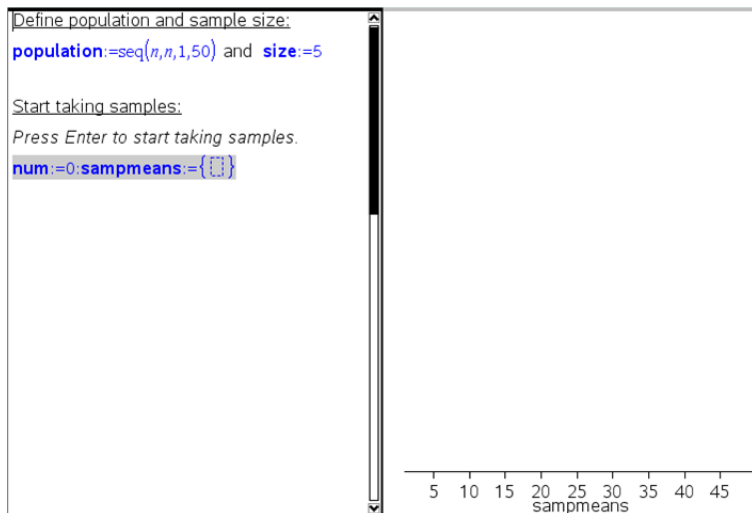 Define population and sample size:
population:=seq(n,n,1,50) and size:=5
Start taking samples:
Press Enter to start taking samples.
num:=0:sampmeans:={⬚}
5 10 15 20 25 30 35 40 45
sampmeans